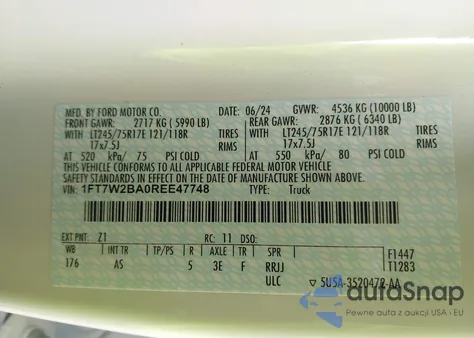 MFD. BY FORD MOTOR CO. DATE: 06/24 GVWR: 4536 KG (10000 LB)
FRONT GAWR: 2717 KG (5990 LB) REAR GAWR: 2876 KG (6340 LB)
WITH LT245/75R17E 121/118R TIRES WITH LT245/75R17E 121/118R TIRES
17x7.5J RIMS 17x7.5J RIMS
AT 520 kPa/ 75 PSI COLD AT 550 kPa/ 80 PSI COLD
THIS VEHICLE CONFORMS TO ALL APPLICABLE FEDERAL MOTOR VEHICLE
SAFETY STANDARDS IN EFFECT ON THE DATE OF MANUFACTURE SHOWN ABOVE.
VIN: 1FT7W2BA0REE47748 TYPE: Truck
EXT PNT: Z1 RC: 11 DSO:
WB INT TR TP/PS R AXLE TR SPR F1447
176 AS 5 3E F RRJJ T1283
ULC ▽ 5U5A-3520472-AA
autoSnap
Pewne auta z aukcji USA i EU